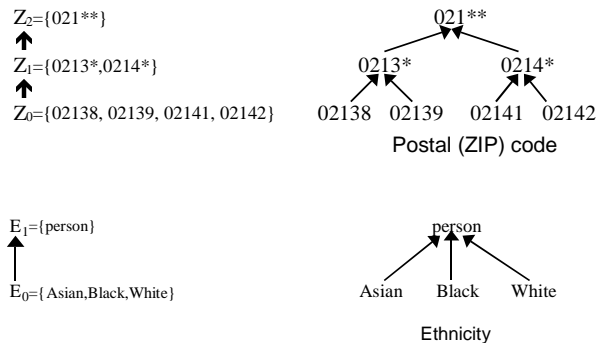 Z2={021**}
021**
Z1={0213*,0214*}
0213* 0214*
Z0={02138, 02139, 02141, 02142}
02138 02139 02141 02142
Postal (ZIP) code
E1={person}
person
E0={Asian,Black,White}
Asian Black White
Ethnicity